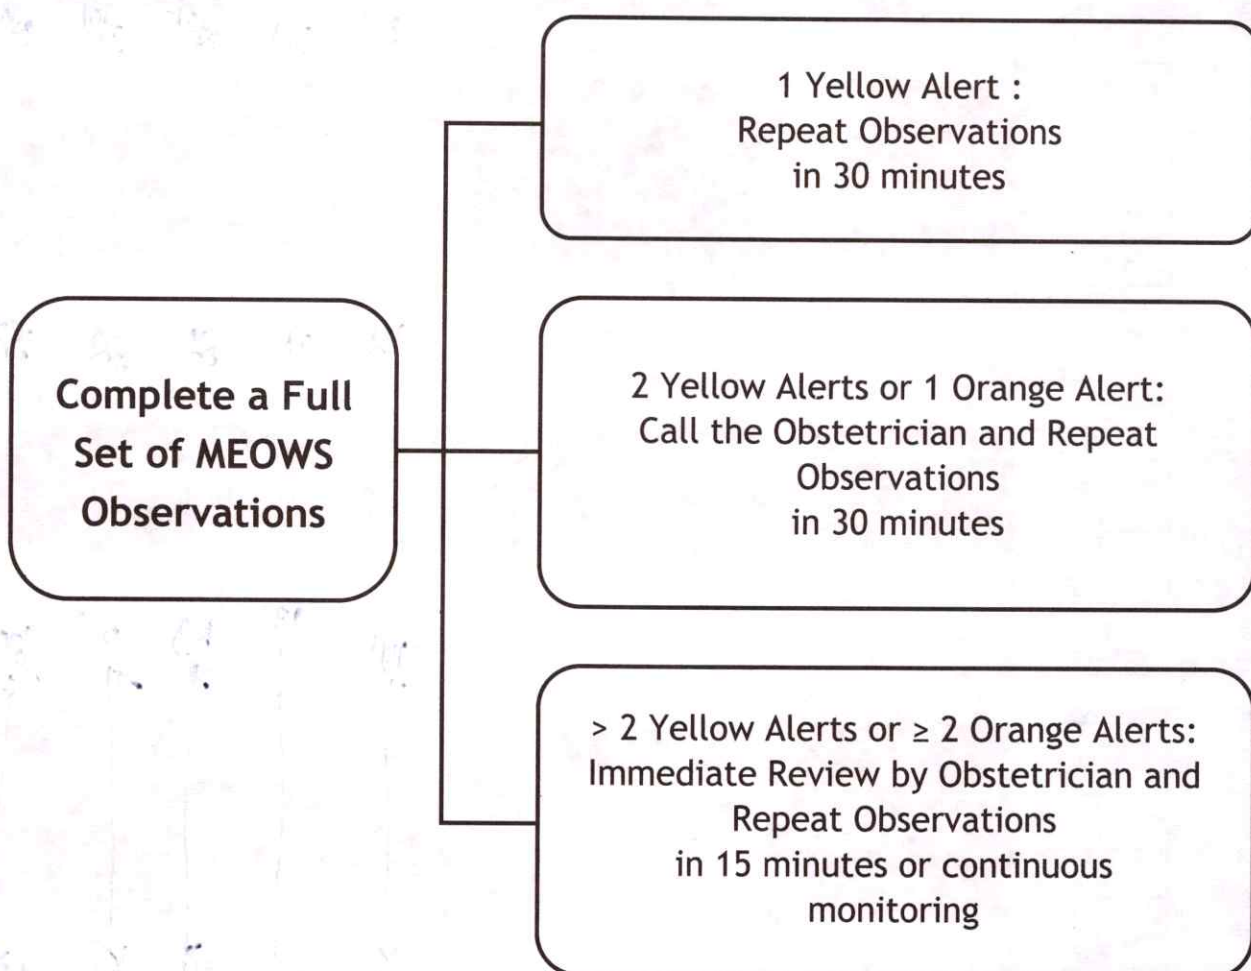 1 Yellow Alert :
Repeat Observations
in 30 minutes
Complete a Full
Set of MEOWS
Observations
2 Yellow Alerts or 1 Orange Alert:
Call the Obstetrician and Repeat
Observations
in 30 minutes
> 2 Yellow Alerts or ≥ 2 Orange Alerts:
Immediate Review by Obstetrician and
Repeat Observations
in 15 minutes or continuous
monitoring